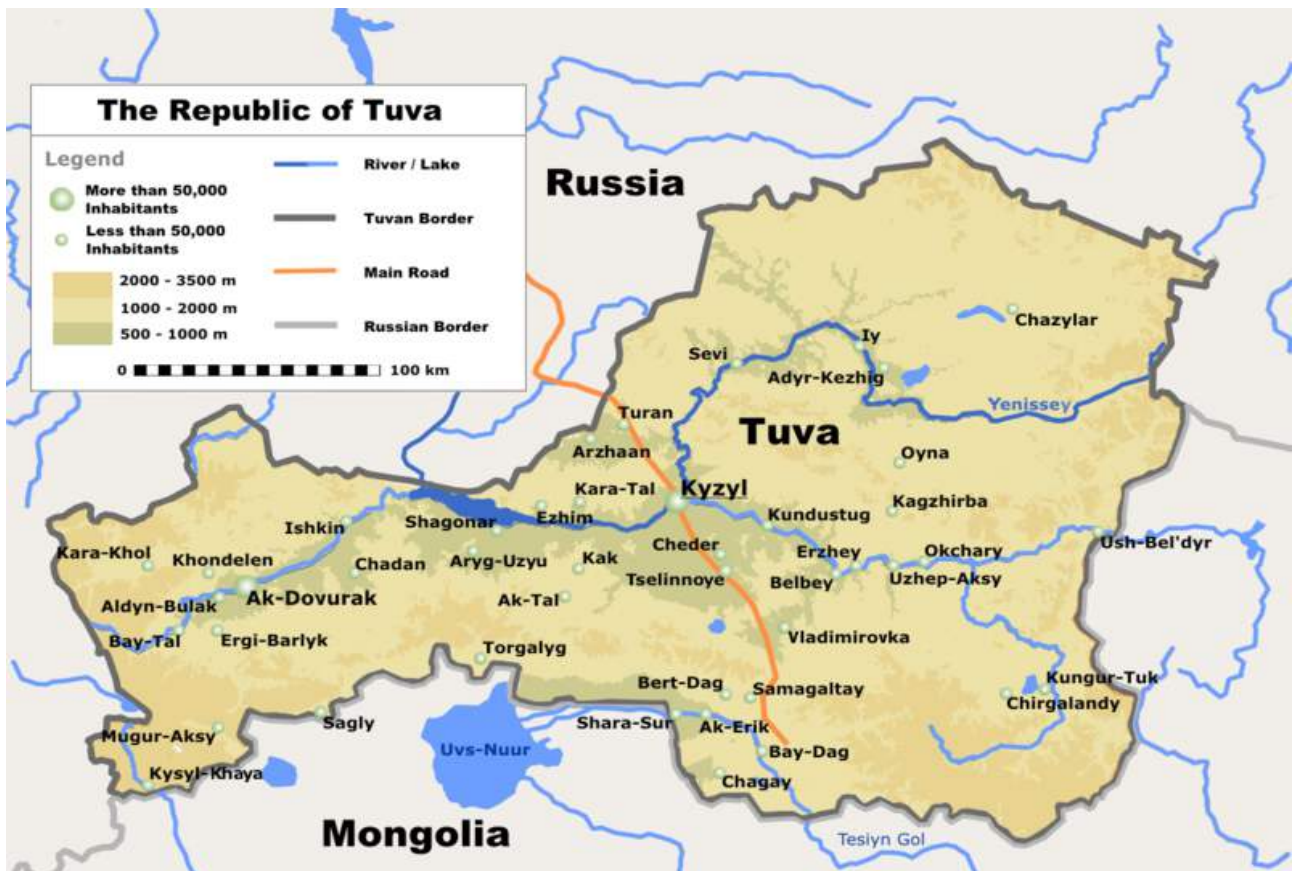 The Republic of Tuva
Legend
More than 50,000
Inhabitants
Less than 50,000
Inhabitants
2000 - 3500 m
1000 - 2000 m
500 - 1000 m
River / Lake
Tuvan Border
Main Road
Russian Border
0 100 km
Russia
Chazylar
Iy
Sevi
Adyr-Kezhig
Yenissey
Turan
Tuva
Arzhaan
Oyna
Kara-Tal
Kyzyl
Kagzhirba
Ezhim
Shagonar
Ishkin
Kundustug
Kara-Khol
Khondelen
Chadan
Aryg-Uzyu
Kak
Cheder
Erzhey
Okchary
Ush-Bel'dyr
Tselinnoye
Belbey
Uzhep-Aksy
Aldyn-Bulak
Ak-Dovurak
Ak-Tal
Bay-Tal
Ergi-Barlyk
Vladimirovka
Torgalyg
Kungur-Tuk
Bert-Dag
Samagaltay
Chirgalandy
Sagly
Shara-Sur
Ak-Erik
Mugur-Aksy
Uvs-Nuur
Bay-Dag
Kysyl-Khaya
Chagay
Mongolia
Tesiyn Gol